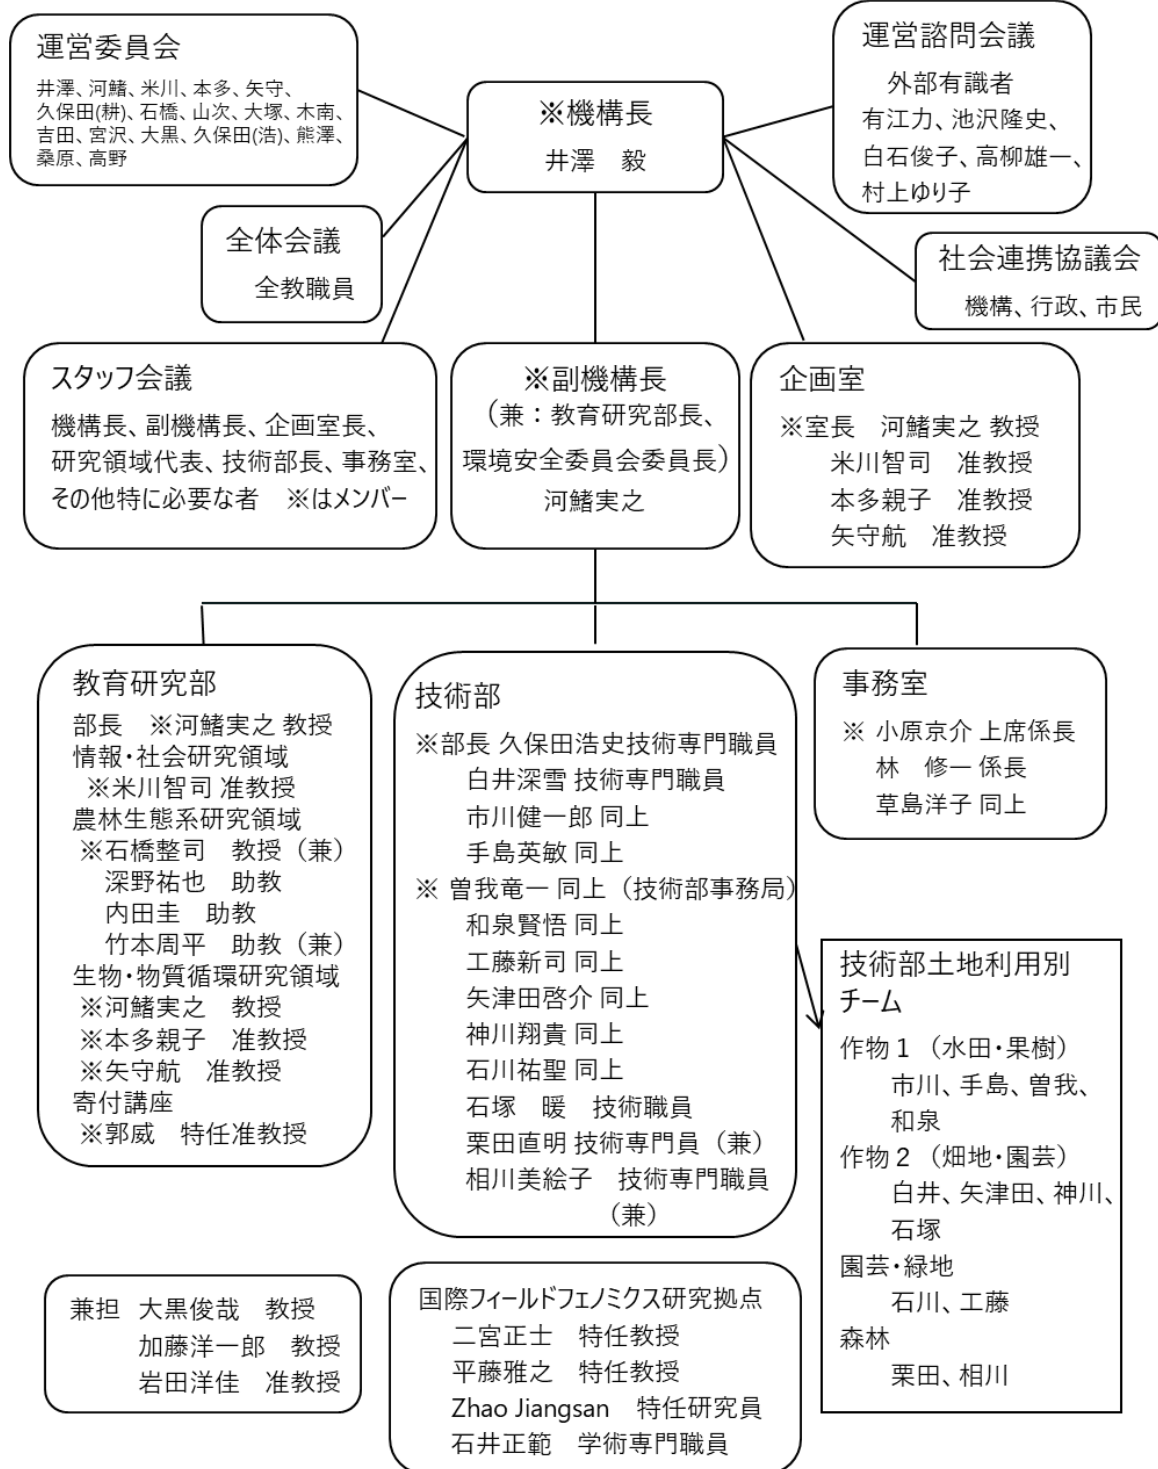 運営委員会
井澤、河鰭、米川、本多、矢守、
久保田(耕)、石橋、山次、大塚、木南、
吉田、宮沢、大黒、久保田(浩)、熊澤、
桑原、高野
※機構長
井澤　毅
運営諮問会議
外部有識者
有江力、池沢隆史、
白石俊子、高柳雄一、
村上ゆり子
全体会議
全教職員
社会連携協議会
機構、行政、市民
スタッフ会議
機構長、副機構長、企画室長、
研究領域代表、技術部長、事務室、
その他特に必要な者　※はメンバー
※副機構長
（兼：教育研究部長、
環境安全委員会委員長）
河鰭実之
企画室
※室長　河鰭実之 教授
米川智司　准教授
本多親子　准教授
矢守航　准教授
教育研究部
部長　※河鰭実之 教授
情報・社会研究領域
※米川智司 准教授
農林生態系研究領域
※石橋整司　教授（兼）
深野祐也　助教
内田圭　助教
竹本周平　助教（兼）
生物・物質循環研究領域
※河鰭実之　教授
※本多親子　准教授
※矢守航　准教授
寄付講座
※郭威　特任准教授
技術部
※部長 久保田浩史技術専門職員
白井深雪 技術専門職員
市川健一郎 同上
手島英敏 同上
※ 曽我竜一 同上（技術部事務局）
和泉賢悟 同上
工藤新司 同上
矢津田啓介 同上
神川翔貴 同上
石川祐聖 同上
石塚　暖　技術職員
栗田直明 技術専門員（兼）
相川美絵子　技術専門職員
（兼）
事務室
※ 小原京介 上席係長
林　修一 係長
草島洋子 同上
技術部土地利用別
チーム
作物 1 （水田・果樹）
市川、手島、曽我、
和泉
作物 2 （畑地・園芸）
白井、矢津田、神川、
石塚
園芸・緑地
石川、工藤
森林
栗田、相川
兼担　大黒俊哉　教授
加藤洋一郎　教授
岩田洋佳　准教授
国際フィールドフェノミクス研究拠点
二宮正士　特任教授
平藤雅之　特任教授
Zhao Jiangsan　特任研究員
石井正範　学術専門職員